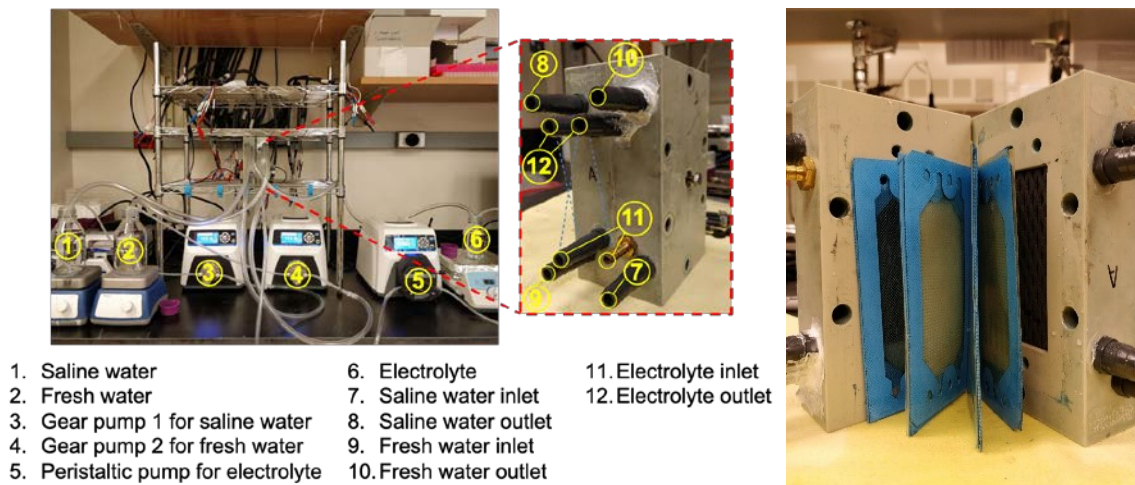 8
10
12
11
9
7
A
1
2
3
4
5
6
A
1. Saline water
2. Fresh water
3. Gear pump 1 for saline water
4. Gear pump 2 for fresh water
5. Peristaltic pump for electrolyte
6. Electrolyte
7. Saline water inlet
8. Saline water outlet
9. Fresh water inlet
10. Fresh water outlet
11. Electrolyte inlet
12. Electrolyte outlet